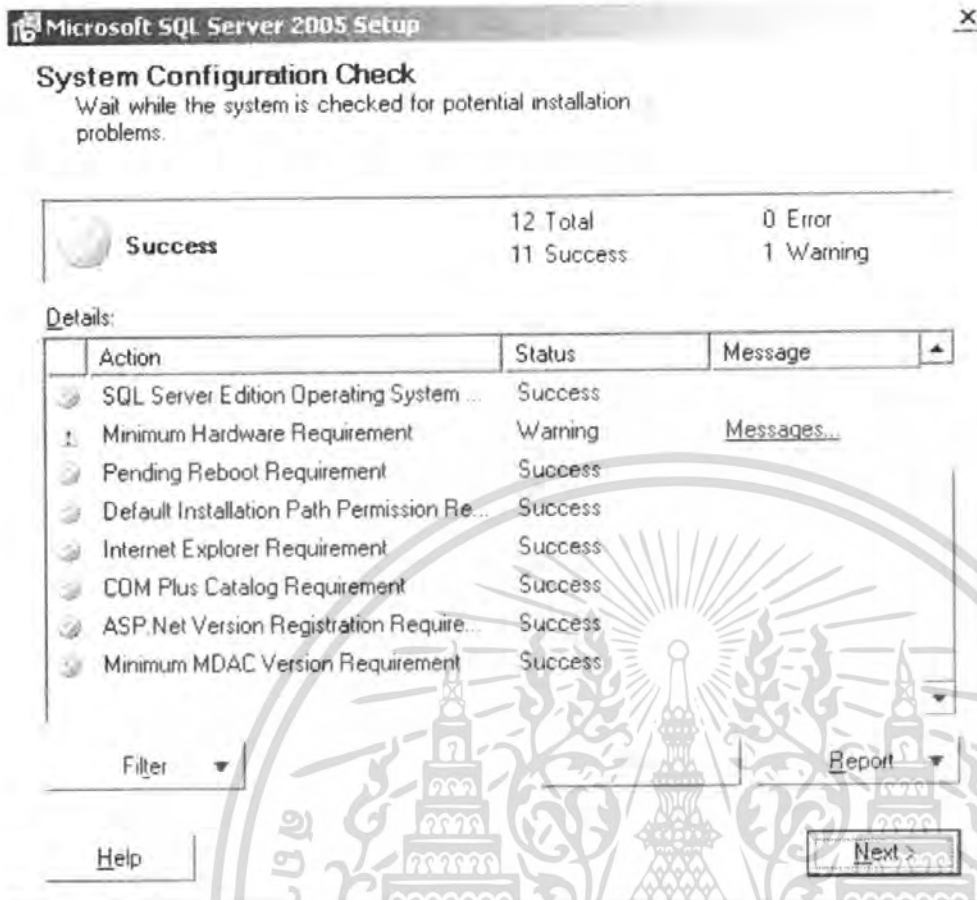 Microsoft SQL Server 2005 Setup
System Configuration Check
Wait while the system is checked for potential installation
problems.
Success
12 Total
0 Error
11 Success
1 Warning
Details:
Action Status Message
SQL Server Edition Operating System ... Success
Minimum Hardware Requirement Warning Messages...
Pending Reboot Requirement Success
Default Installation Path Permission Re... Success
Internet Explorer Requirement Success
COM Plus Catalog Requirement Success
ASP.Net Version Registration Require... Success
Minimum MDAC Version Requirement Success
Filter
Report
Help
Next >